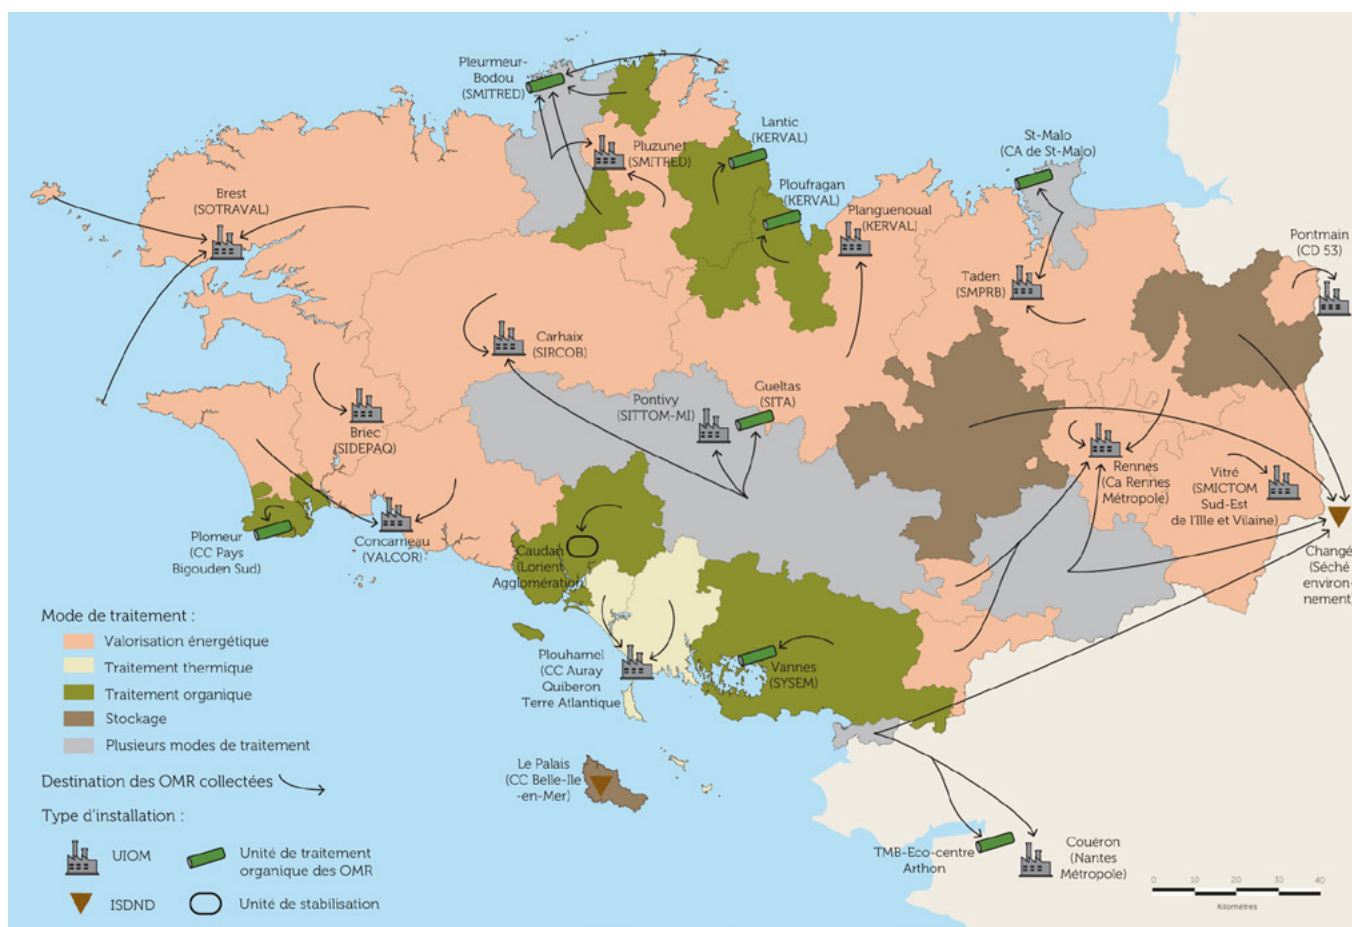 Pleurmeur-
Bodou
(SMITRED)
Lantic
(KERVAL)
St-Malo
(CA de St-Malo)
Pluzunet
(SMITRED)
Brest
(SOTRAVAL)
Ploufragan
(KERVAL)
Planguenoual
(KERVAL)
Pontmain
(CD 53)
Taden
(SMPRB)
Carhaix
(SIRCOB)
Gueltas
(SITA)
Pontivy
(SITTOM-MI)
Briec
(SIDEPAQ)
Rennes
(Ca Rennes
Métropole)
Vitré
(SMICTOM
Sud-Est
de l'Ille et Vilaine)
Plomeur
(CC Pays
Bigouden Sud)
Concarneau
(VALCOR)
Caudan
(Lorient
Agglomération)
Changé
(Séché
environ-
nement)
Mode de traitement :
Valorisation énergétique
Traitement thermique
Traitement organique
Stockage
Plusieurs modes de traitement
Plouharnel
(CC Auray
Quiberon
Terre Atlantique
Vannes
(SYSEM)
Le Palais
(CC Belle-Ile
-en-Mer)
Destination des OMR collectées
Type d'installation :
UIOM
Unité de traitement
organique des OMR
ISDND
Unité de stabilisation
TMB-Eco-centre
Arthon
Couëron
(Nantes
Métropole)
0 10 20 30 40
Kilomètres